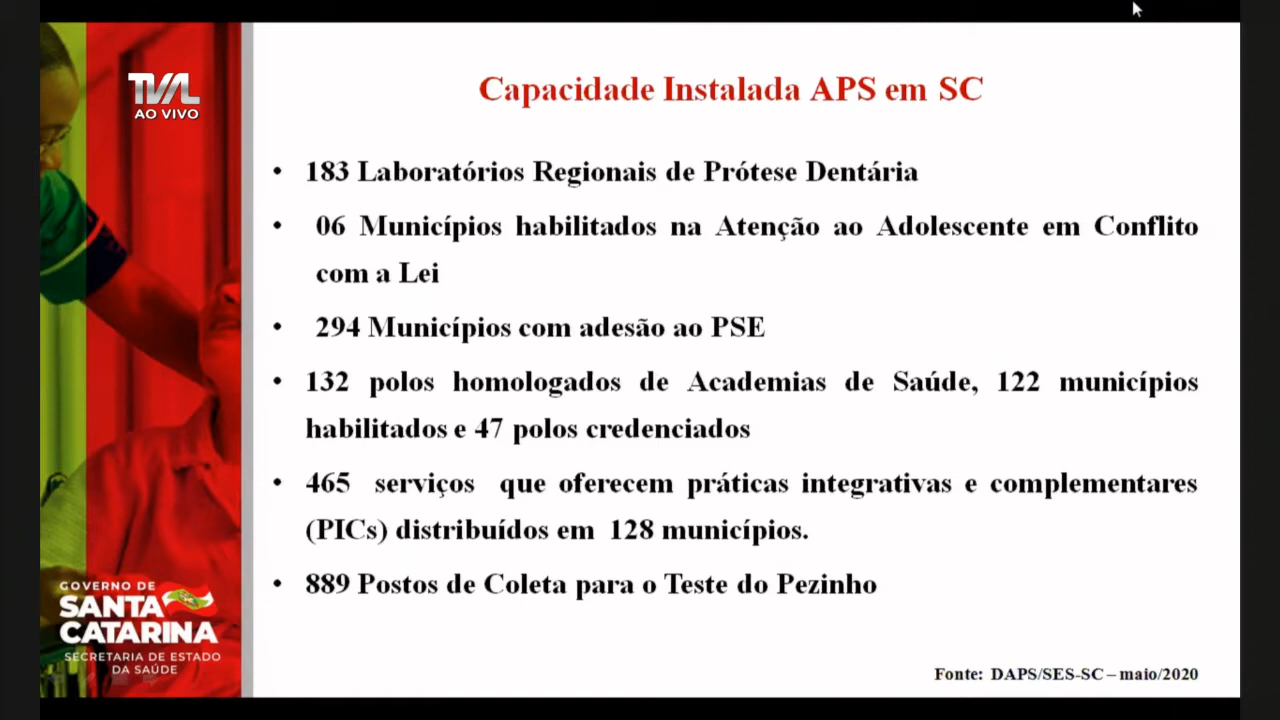 TVAL
AO VIVO
Capacidade Instalada APS em SC
• 183 Laboratórios Regionais de Prótese Dentária
• 06 Municípios habilitados na Atenção ao Adolescente em Conflito
com a Lei
• 294 Municípios com adesão ao PSE
• 132 polos homologados de Academias de Saúde, 122 municípios
habilitados e 47 polos credenciados
• 465 serviços que oferecem práticas integrativas e complementares
(PICs) distribuídos em 128 municípios.
• 889 Postos de Coleta para o Teste do Pezinho
GOVERNO DE
SANTA
CATARINA
SECRETARIA DE ESTADO
DA SAÚDE
Fonte: DAPS/SES-SC – maio/2020